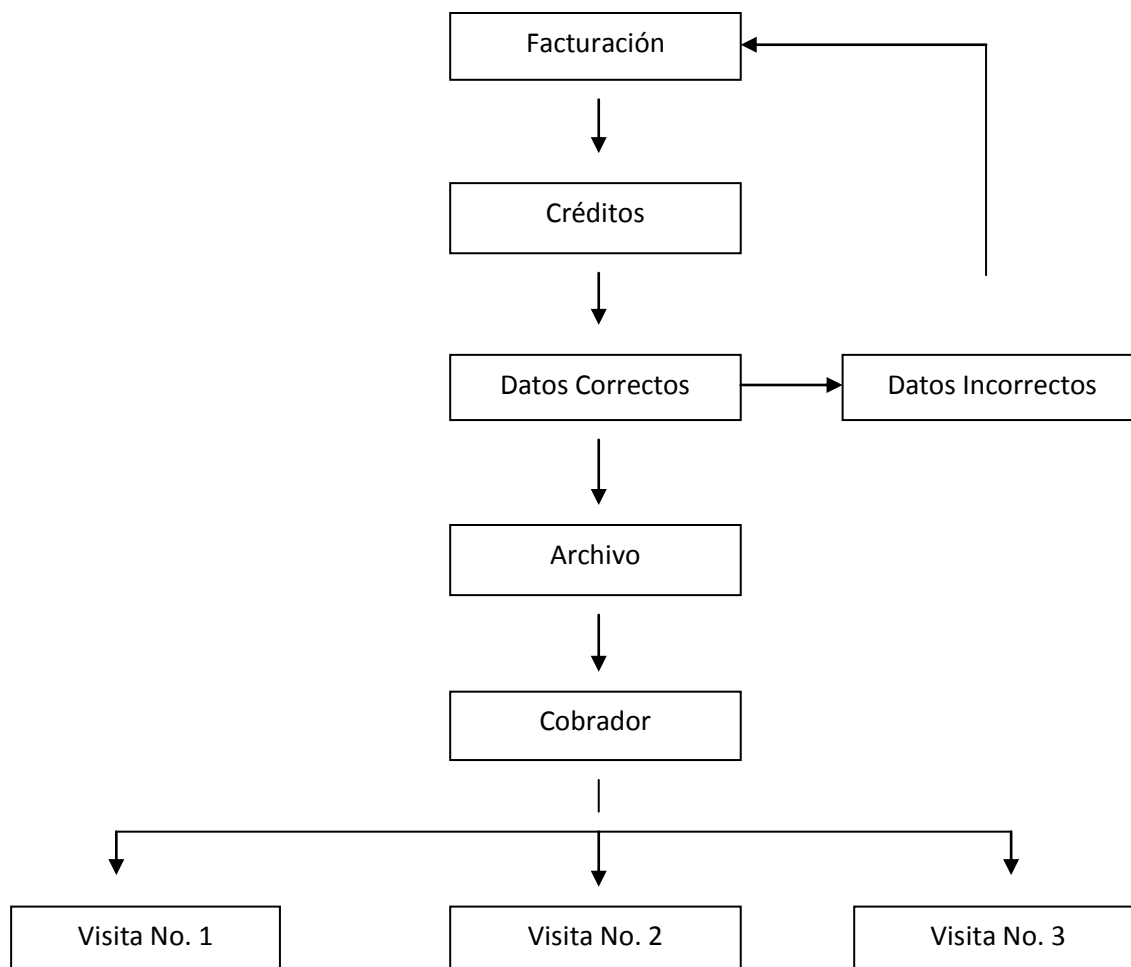 Facturación
Créditos
Datos Correctos
Datos Incorrectos
Archivo
Cobrador
Visita No. 1
Visita No. 2
Visita No. 3